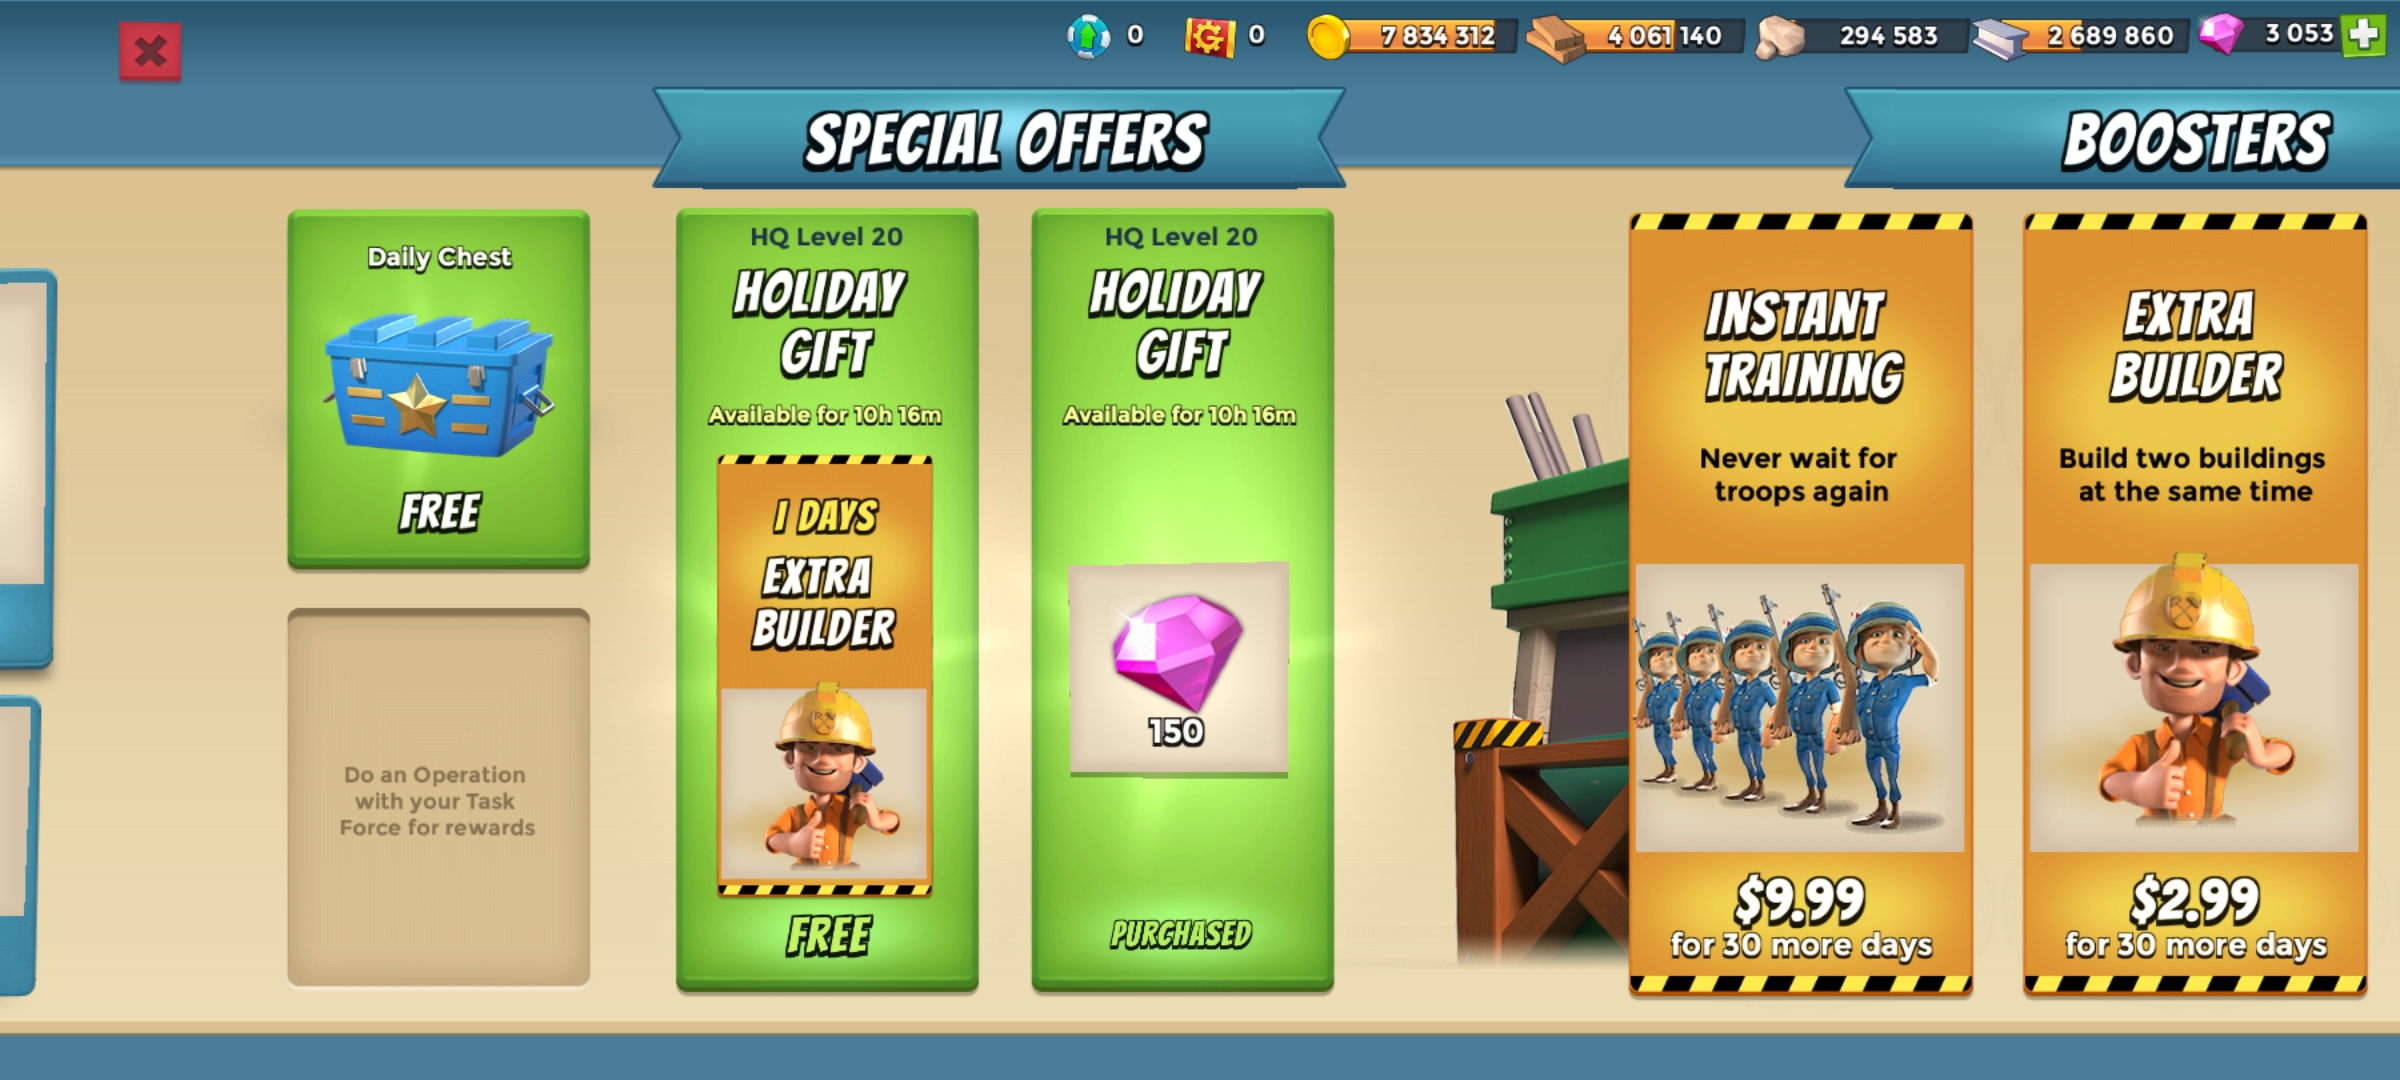 0
0
7 834 312
4 061 140
294 583
2 689 860
3 053
SPECIAL OFFERS
BOOSTERS
Daily Chest
FREE
Do an Operation
with your Task
Force for rewards
HQ Level 20
HOLIDAY
GIFT
Available for 10h 16m
1 DAYS
EXTRA
BUILDER
FREE
HQ Level 20
HOLIDAY
GIFT
Available for 10h 16m
150
PURCHASED
INSTANT
TRAINING
Never wait for
troops again
$9.99
for 30 more days
EXTRA
BUILDER
Build two buildings
at the same time
$2.99
for 30 more days